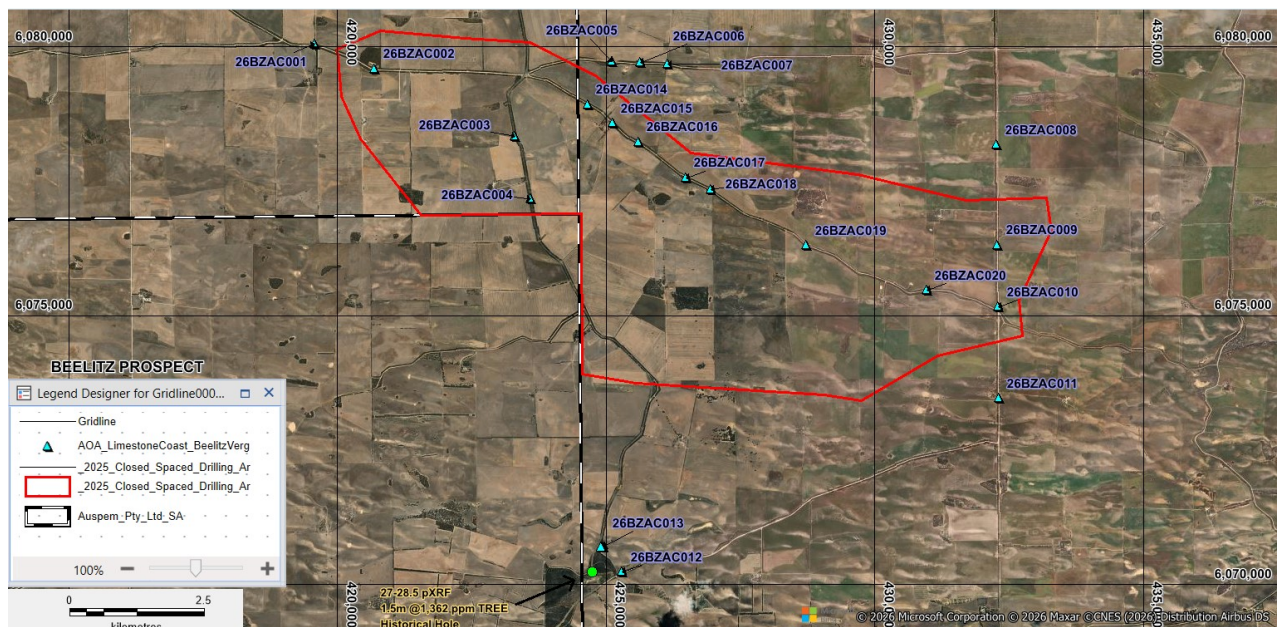 6,080,000
420,000
430,000
435,000
6,080,000
26BZAC005
26BZAC006
26BZAC001
26BZAC002
26BZAC007
26BZAC014
26BZAC015
26BZAC016
26BZAC003
26BZAC008
26BZAC017
26BZAC018
26BZAC004
26BZAC019
26BZAC009
26BZAC020
26BZAC010
6,075,000
6,075,000
BEELITZ PROSPECT
26BZAC011
Legend Designer for Gridline000...
Gridline
AOA_LimestoneCoast_BeelitzVerg
_2025_Closed_Spaced_Drilling_Ar
_2025_Closed_Spaced_Drilling_Ar
Auspem_Pty_Ltd_SA
100%
26BZAC013
26BZAC012
6,070,000
27-28.5 pXRF
1.5m @1,362 ppm TREE
Historical Hole
420,000
425,000
430,000
435,000
0 2.5
kilometres
Microsoft
© 2026 Microsoft Corporation © 2026 Maxar ©CNES (2026) Distribution Airbus DS